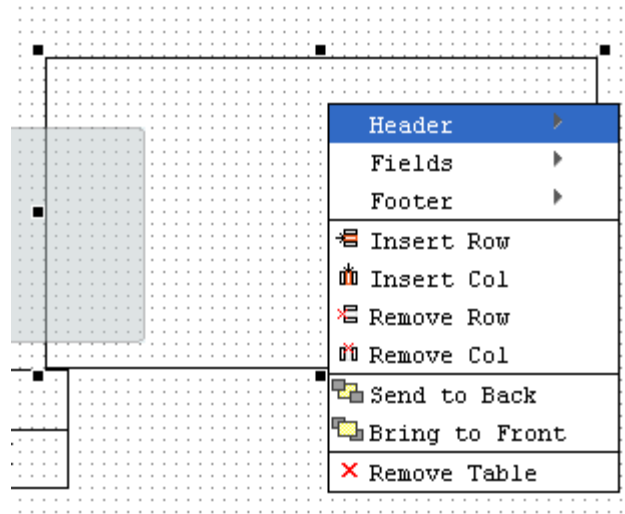 Header
Fields
Footer
Insert Row
Insert Col
Remove Row
Remove Col
Send to Back
Bring to Front
Remove Table